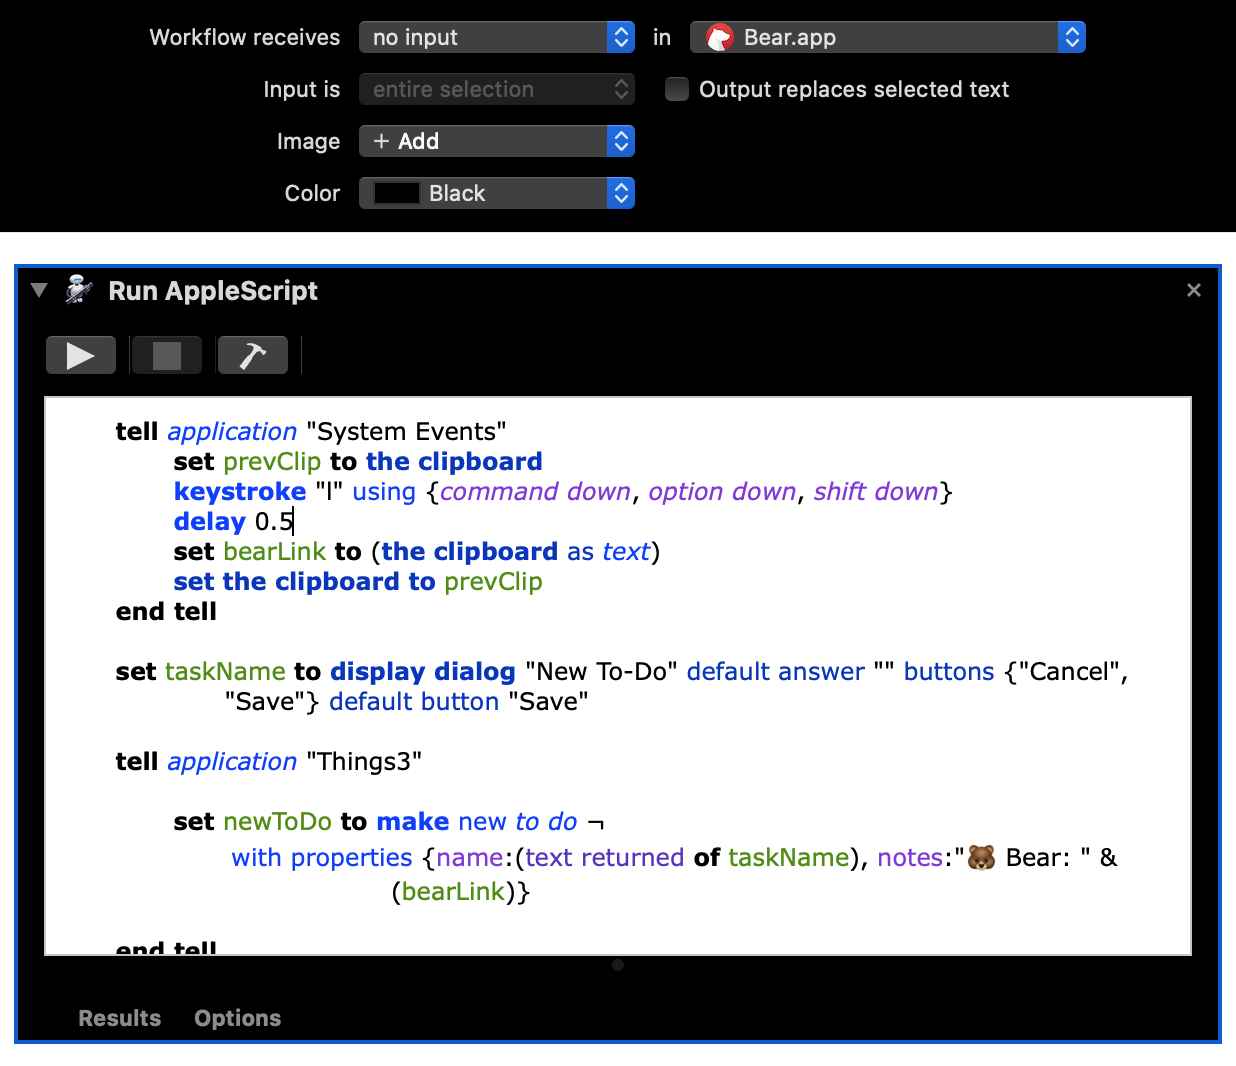 Workflow receives no input in Bear.app
Input is entire selection Output replaces selected text
Image + Add
Color Black
Run AppleScript
tell application "System Events"
set prevClip to the clipboard
keystroke "l" using {command down, option down, shift down}
delay 0.5
set bearLink to (the clipboard as text)
set the clipboard to prevClip
end tell
set taskName to display dialog "New To-Do" default answer "" buttons {"Cancel",
"Save"} default button "Save"
tell application "Things3"
set newToDo to make new to do ¬
with properties {name:(text returned of taskName), notes:"🐻 Bear: " &
(bearLink)}
end tell
Results Options